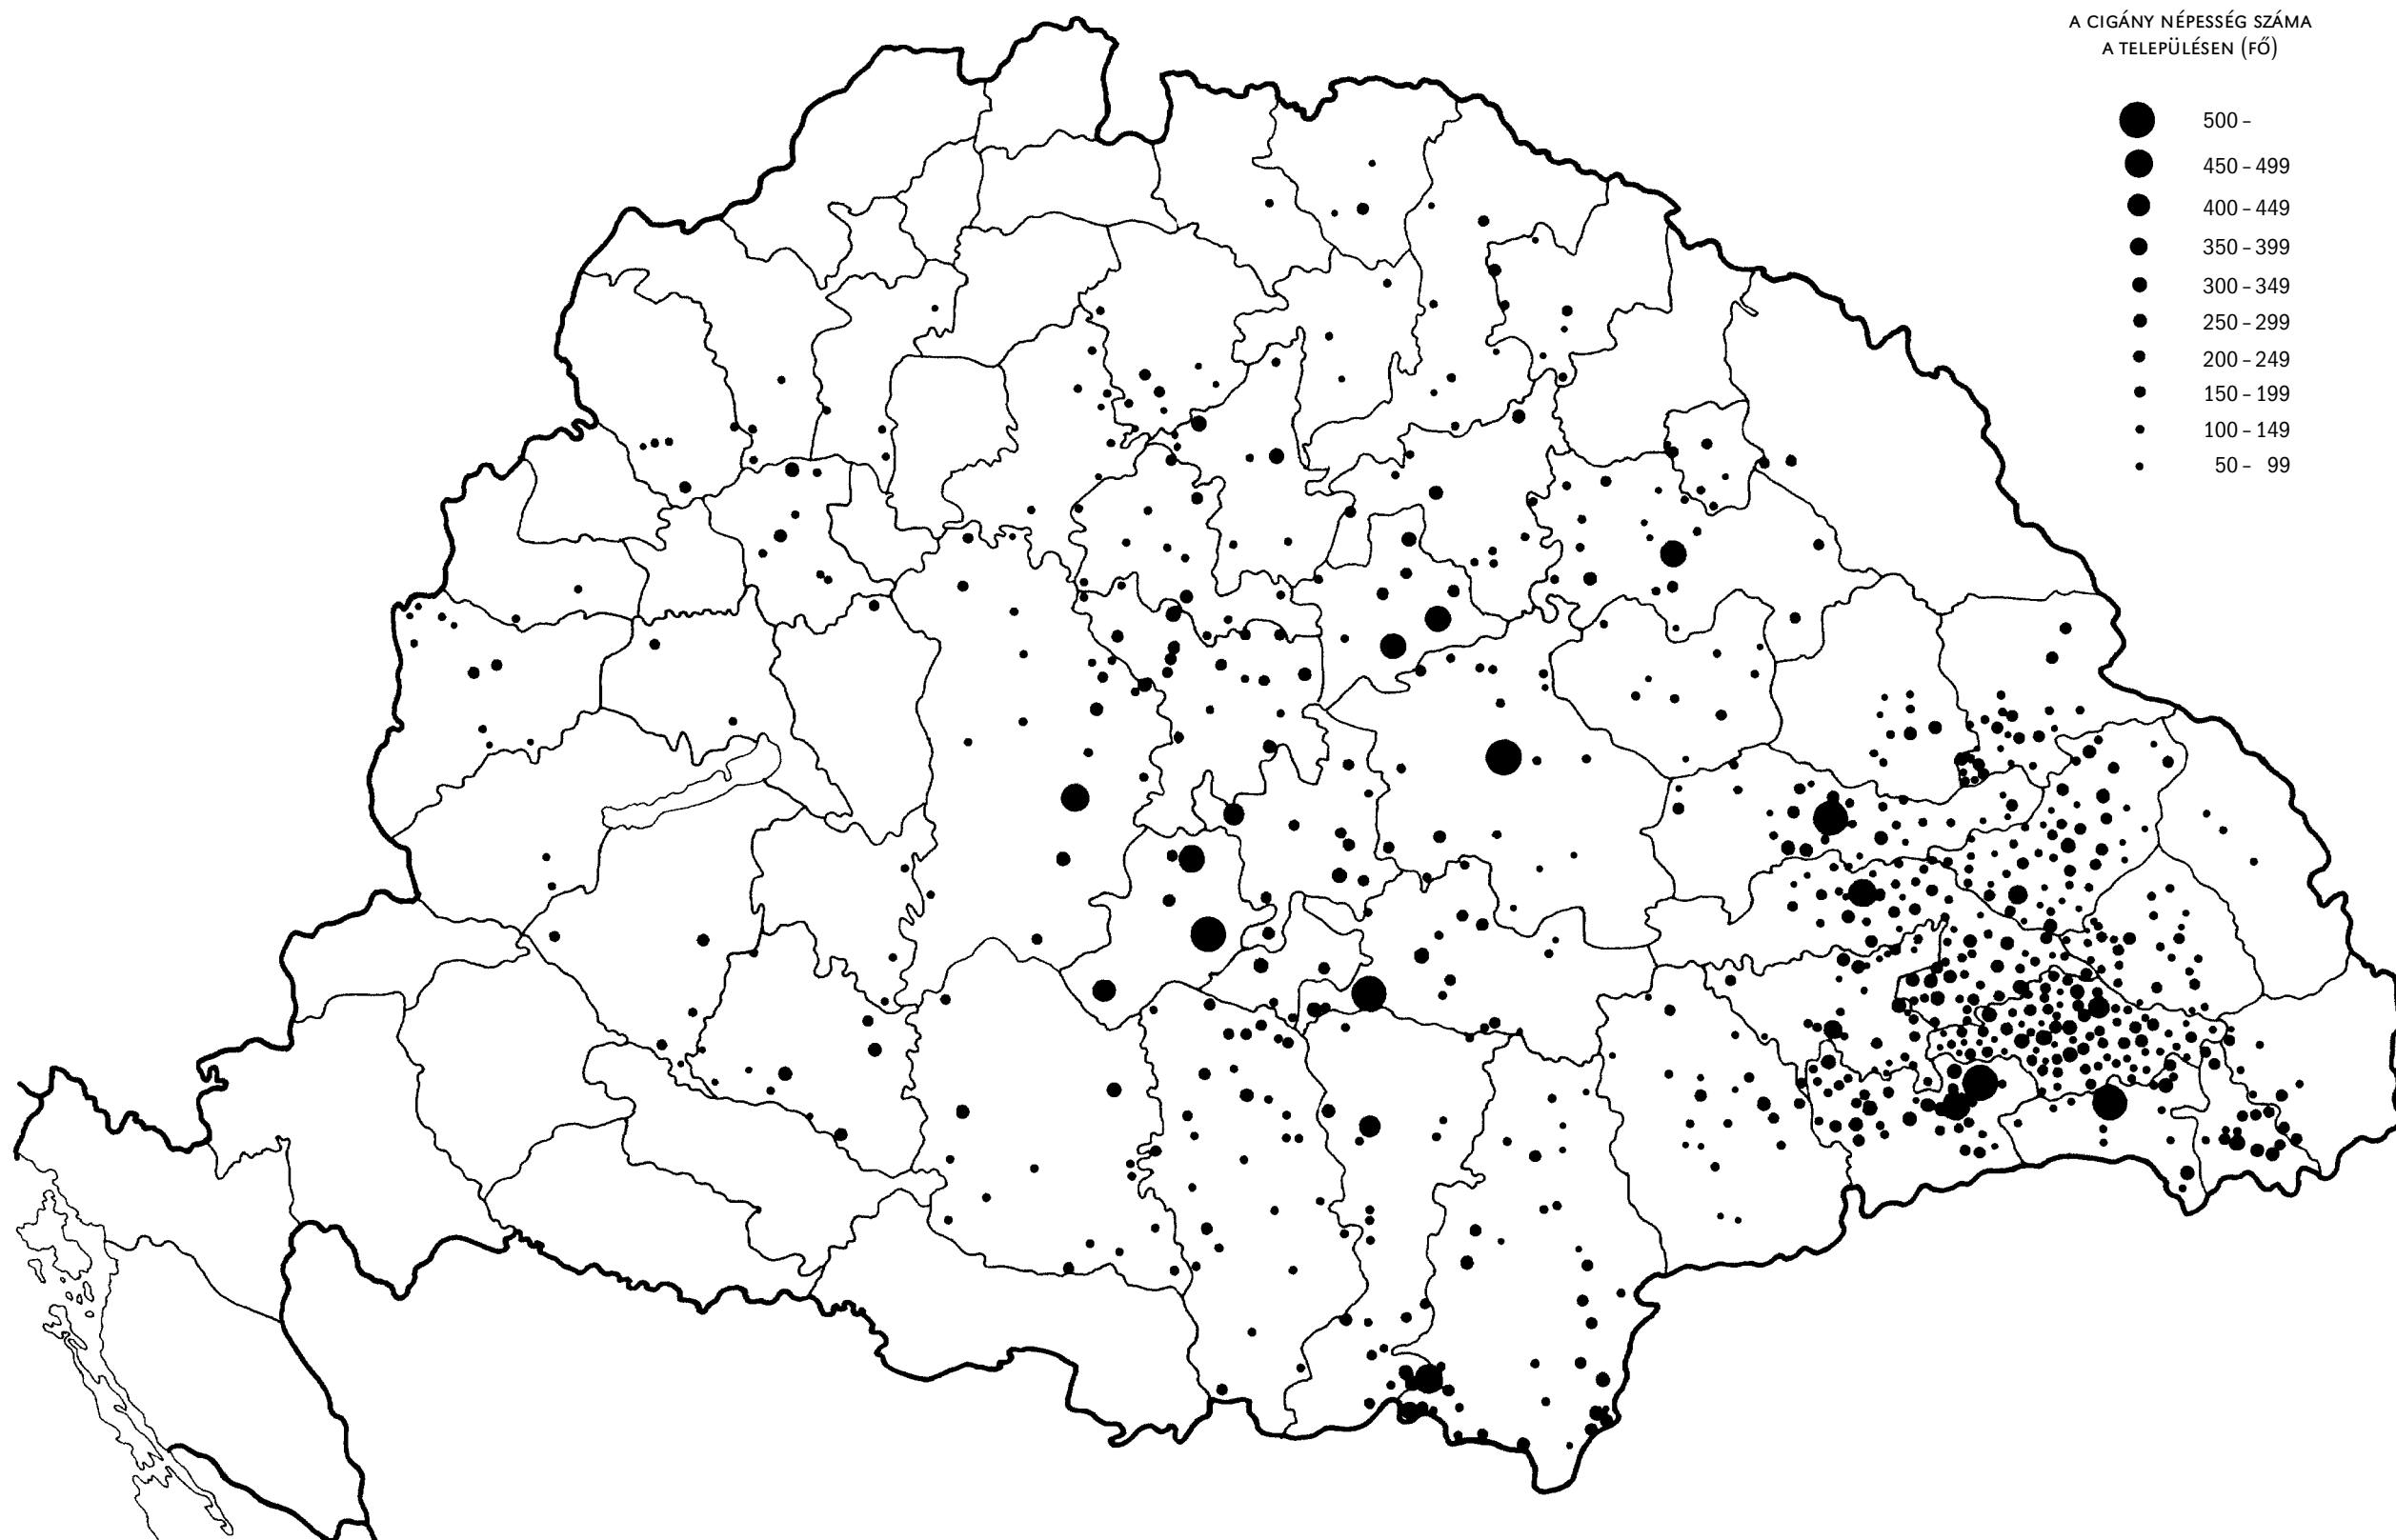 A CIGÁNY NÉPESSÉG SZÁMA
A TELEPÜLÉSEN (FŐ)
500 –
450 – 499
400 – 449
350 – 399
300 – 349
250 – 299
200 – 249
150 – 199
100 – 149
50 – 99